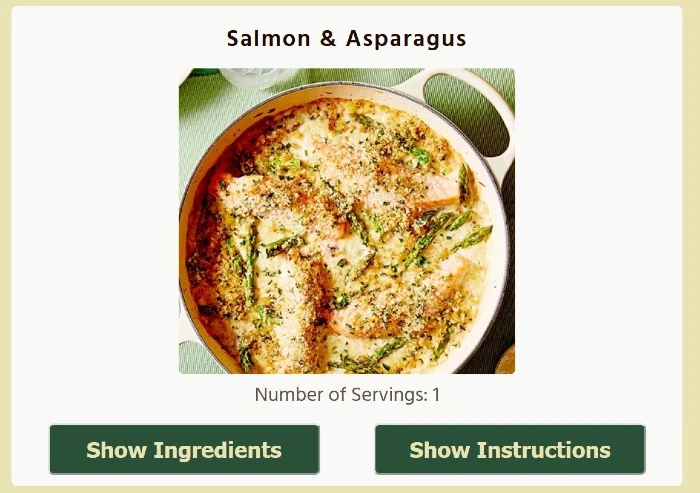 Salmon & Asparagus
Number of Servings: 1
Show Ingredients
Show Instructions